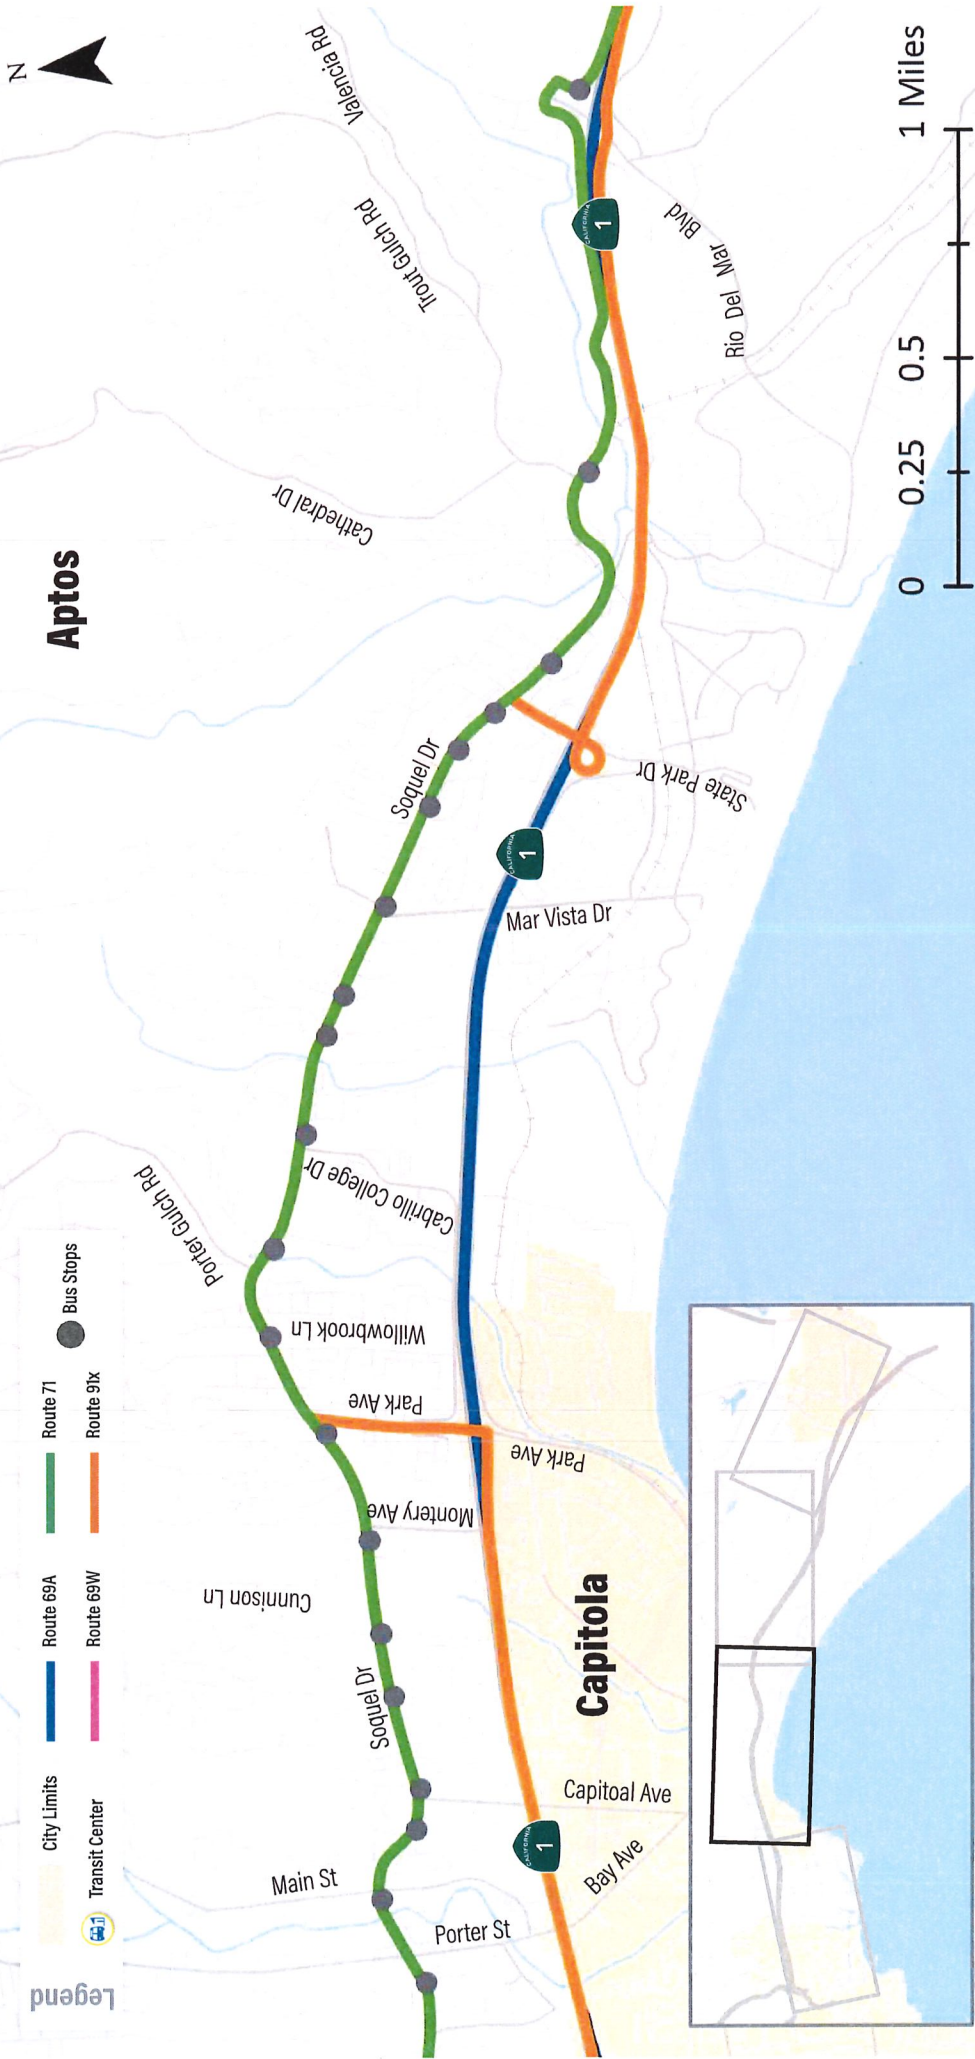 Legend
City Limits
Transit Center
Route 69A
Route 69W
Route 71
Route 91x
Bus Stops
Aptos
N
Valencia Rd
Trout Gulch Rd
Cathedral Dr
Porter Gulch Rd
Soquel Dr
Cabrillo College Dr
Willowbrook Ln
Park Ave
Park Ave
Montery Ave
Cunnison Ln
Soquel Dr
Main St
Porter St
Bay Ave
Capitoal Ave
Capitola
Mar Vista Dr
State Park Dr
Rio Del Mar Blvd
CALIFORNIA
1
CALIFORNIA
1
CALIFORNIA
1
0 0.25 0.5 1 Miles